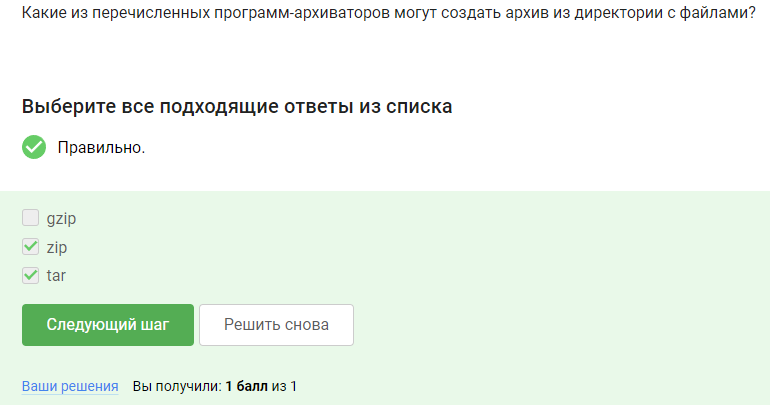 Какие из перечисленных программ-архиваторов могут создать архив из директории с файлами?
Выберите все подходящие ответы из списка
Правильно.
gzip
zip
tar
Следующий шаг Решить снова
Ваши решения Вы получили: 1 балл из 1